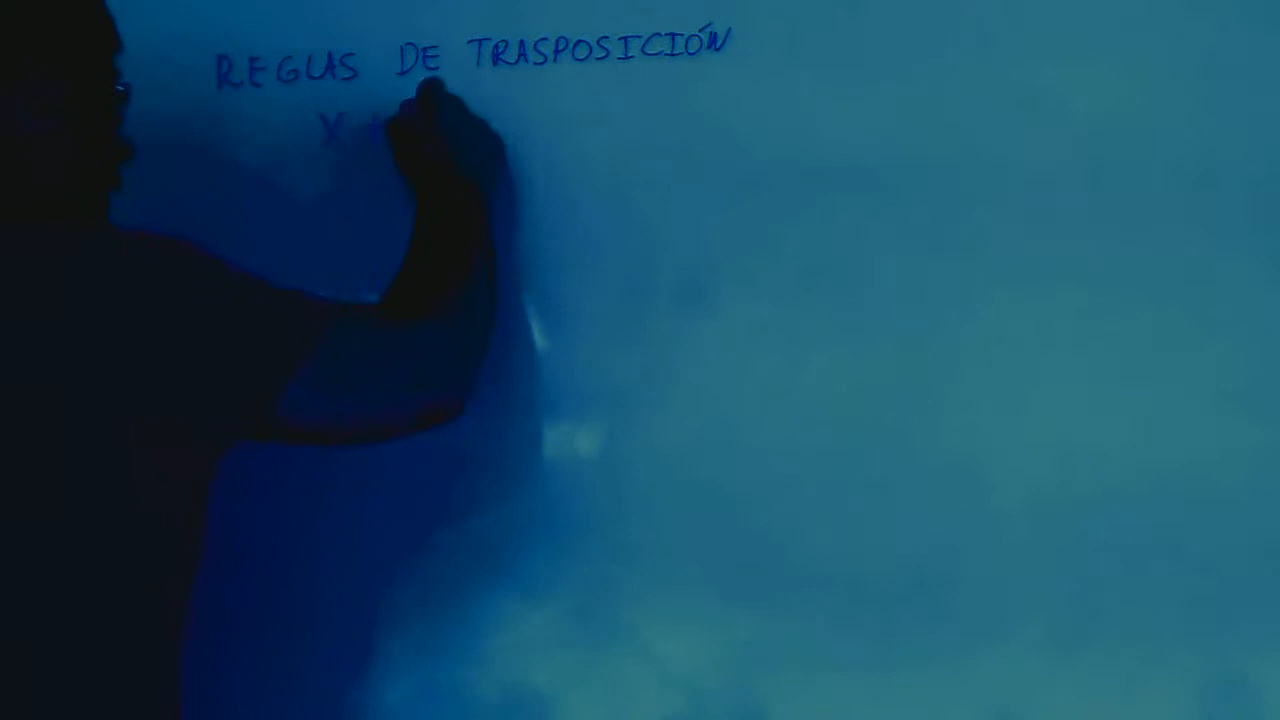 REGLAS DE TRASPOSICIÓN
X +